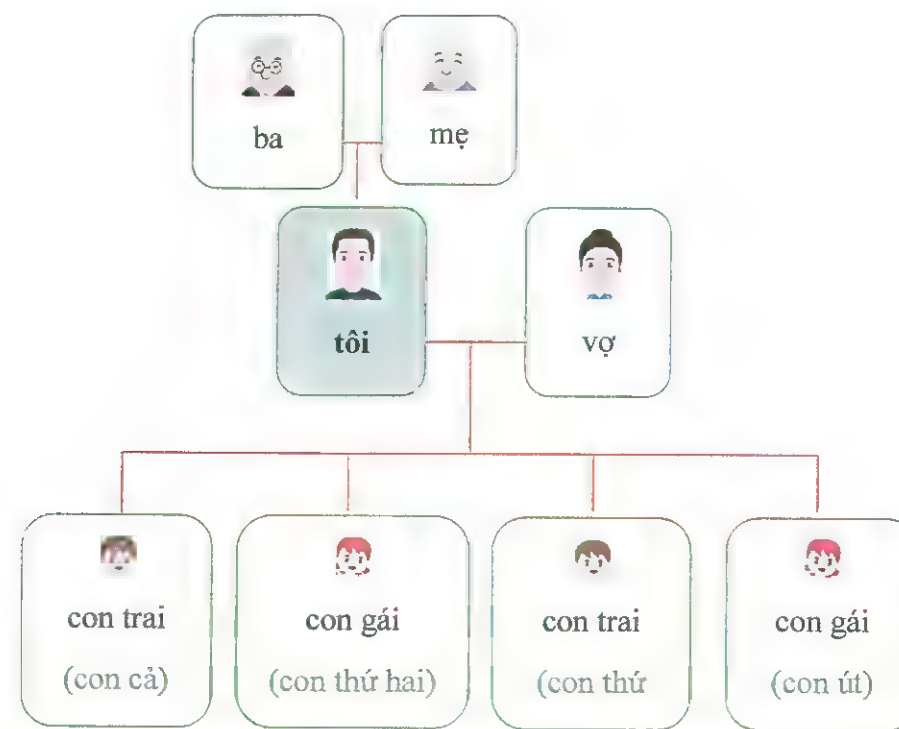 ba
mẹ
tôi
vợ
con trai
(con cả)
con gái
(con thứ hai)
con trai
(con thứ
con gái
(con út)